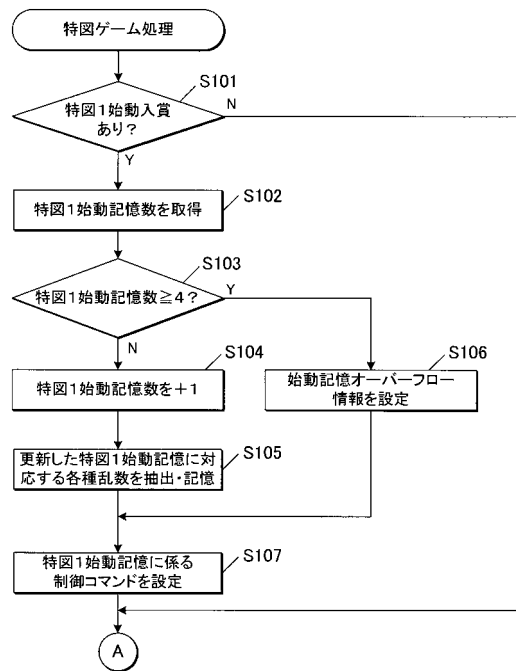 特図ゲーム処理
S101
特図1始動入賞
あり?
N
Y
S102
特図1始動記憶数を取得
S103
特図1始動記憶数≧4?
Y
N
S104
特図1始動記憶数を+1
S106
始動記憶オーバーフロー
情報を設定
S105
更新した特図1始動記憶に対
応する各種乱数を抽出・記憶
S107
特図1始動記憶に係る
制御コマンドを設定
A